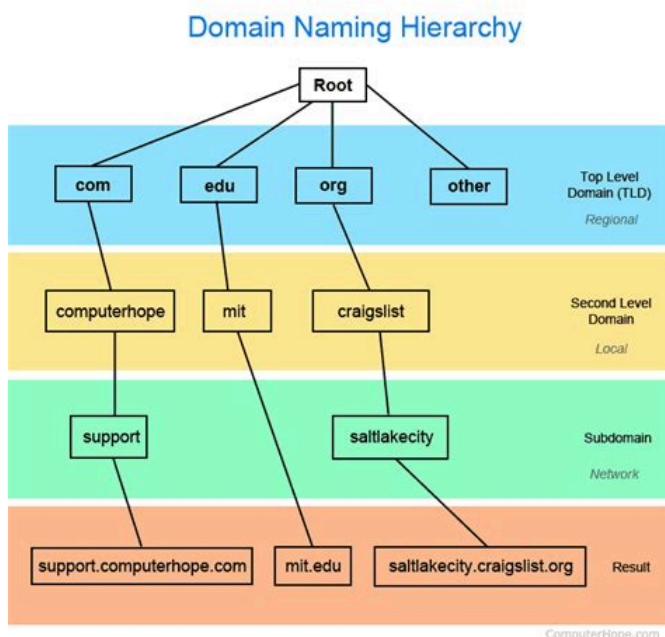 Domain Naming Hierarchy
Root
com edu org other
Top Level
Domain (TLD)
Regional
computerhope mit craigslist
Second Level
Domain
Local
support saltlakecity
Subdomain
Network
support.computerhope.com mit.edu saltlakecity.craigslist.org
Result
ComputerHope.com